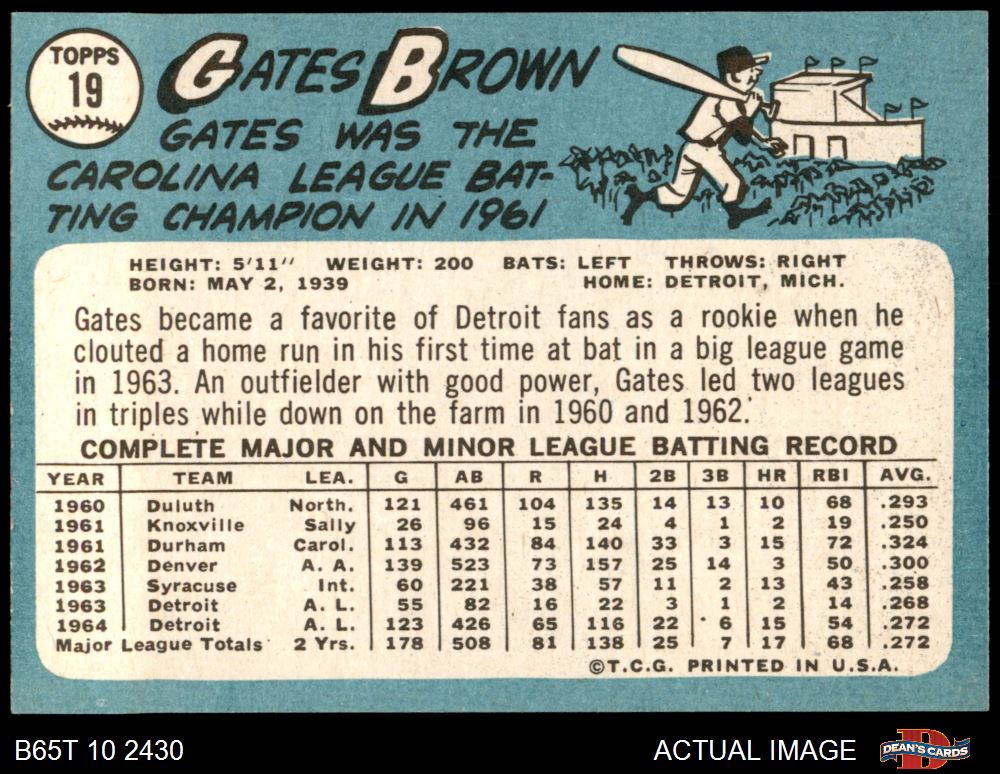 TOPPS
19
GATES BROWN
GATES WAS THE
CAROLINA LEAGUE BAT-
TING CHAMPION IN 1961
HEIGHT: 5'11" WEIGHT: 200 BATS: LEFT THROWS: RIGHT
BORN: MAY 2, 1939 HOME: DETROIT, MICH.
Gates became a favorite of Detroit fans as a rookie when he
clouted a home run in his first time at bat in a big league game
in 1963. An outfielder with good power, Gates led two leagues
in triples while down on the farm in 1960 and 1962.
COMPLETE MAJOR AND MINOR LEAGUE BATTING RECORD
YEAR TEAM LEA. G AB R H 2B 3B HR RBI AVG.
1960 Duluth North. 121 461 104 135 14 13 10 68 .293
1961 Knoxville Sally 26 96 15 24 4 1 2 19 .250
1961 Durham Carol. 113 432 84 140 33 3 15 72 .324
1962 Denver A. A. 139 523 73 157 25 14 3 50 .300
1963 Syracuse Int. 60 221 38 57 11 2 13 43 .258
1963 Detroit A. L. 55 82 16 22 3 1 2 14 .268
1964 Detroit A. L. 123 426 65 116 22 6 15 54 .272
Major League Totals 2 Yrs. 178 508 81 138 25 7 17 68 .272
©T.C.G. PRINTED IN U.S.A.
B65T 10 2430 ACTUAL IMAGE DEAN'S CARDS